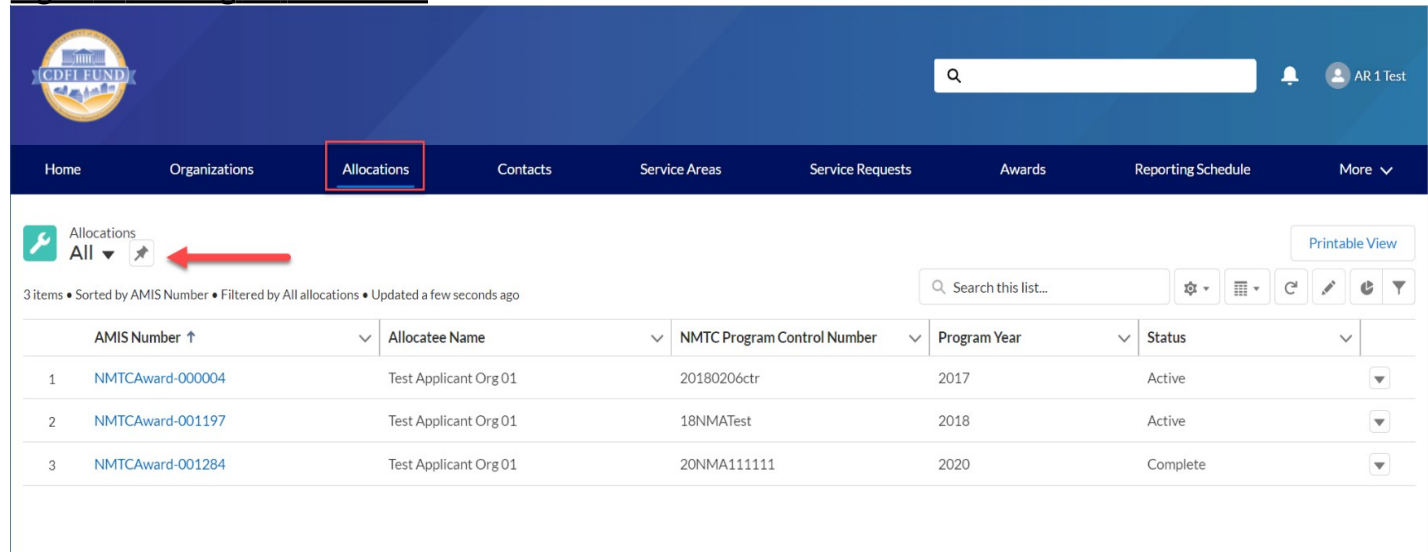 CDFI FUND
AR 1 Test
Home Organizations Allocations Contacts Service Areas Service Requests Awards Reporting Schedule More
Allocations
All
Printable View
3 items • Sorted by AMIS Number • Filtered by All allocations • Updated a few seconds ago
Search this list...
AMIS Number ↑ Allocatee Name NMTC Program Control Number Program Year Status
1 NMTCAward-000004 Test Applicant Org 01 20180206ctr 2017 Active
2 NMTCAward-001197 Test Applicant Org 01 18NMATest 2018 Active
3 NMTCAward-001284 Test Applicant Org 01 20NMA111111 2020 Complete